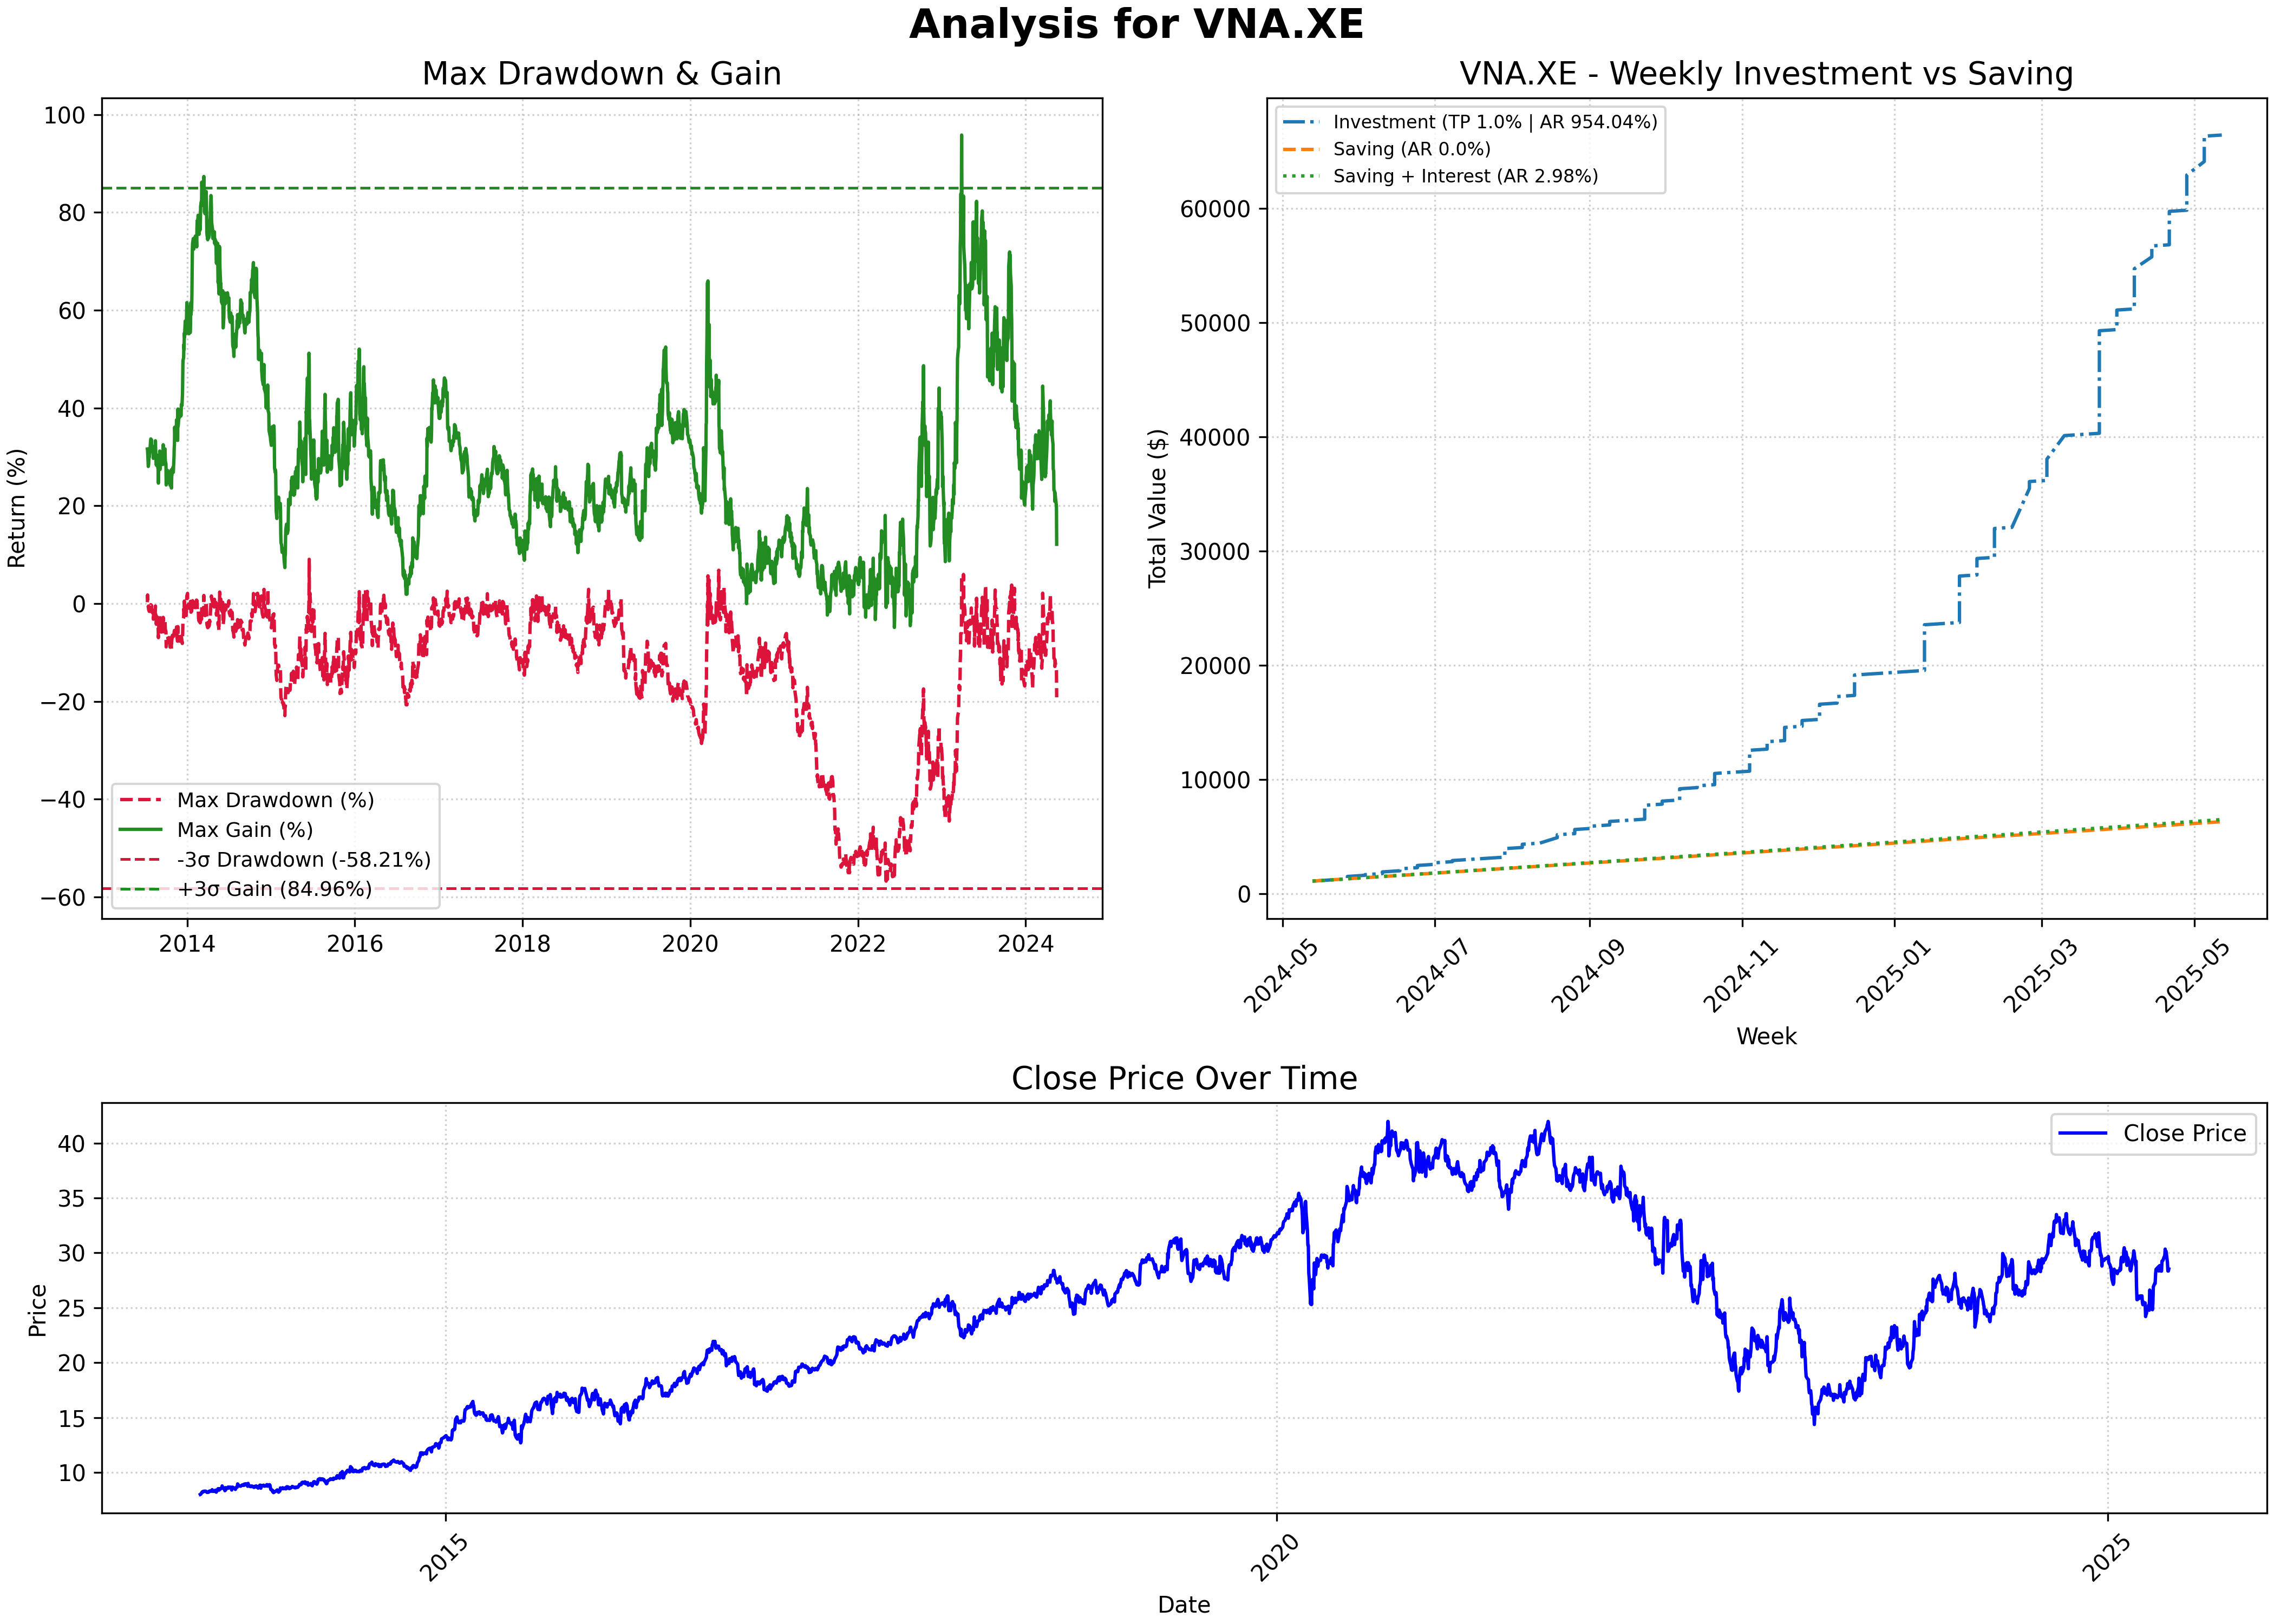 Analysis for VNA.XE
Max Drawdown & Gain
Return (%)
100
80
60
40
20
0
−20
−40
−60
Max Drawdown (%)
Max Gain (%)
-3σ Drawdown (-58.21%)
+3σ Gain (84.96%)
2014
2016
2018
2020
2022
2024
VNA.XE - Weekly Investment vs Saving
Total Value ($)
Investment (TP 1.0% | AR 954.04%)
Saving (AR 0.0%)
Saving + Interest (AR 2.98%)
60000
50000
40000
30000
20000
10000
0
2024-05
2024-07
2024-09
2024-11
2025-01
2025-03
2025-05
Week
Close Price Over Time
Price
40
35
30
25
20
15
10
Close Price
2015
2020
2025
Date